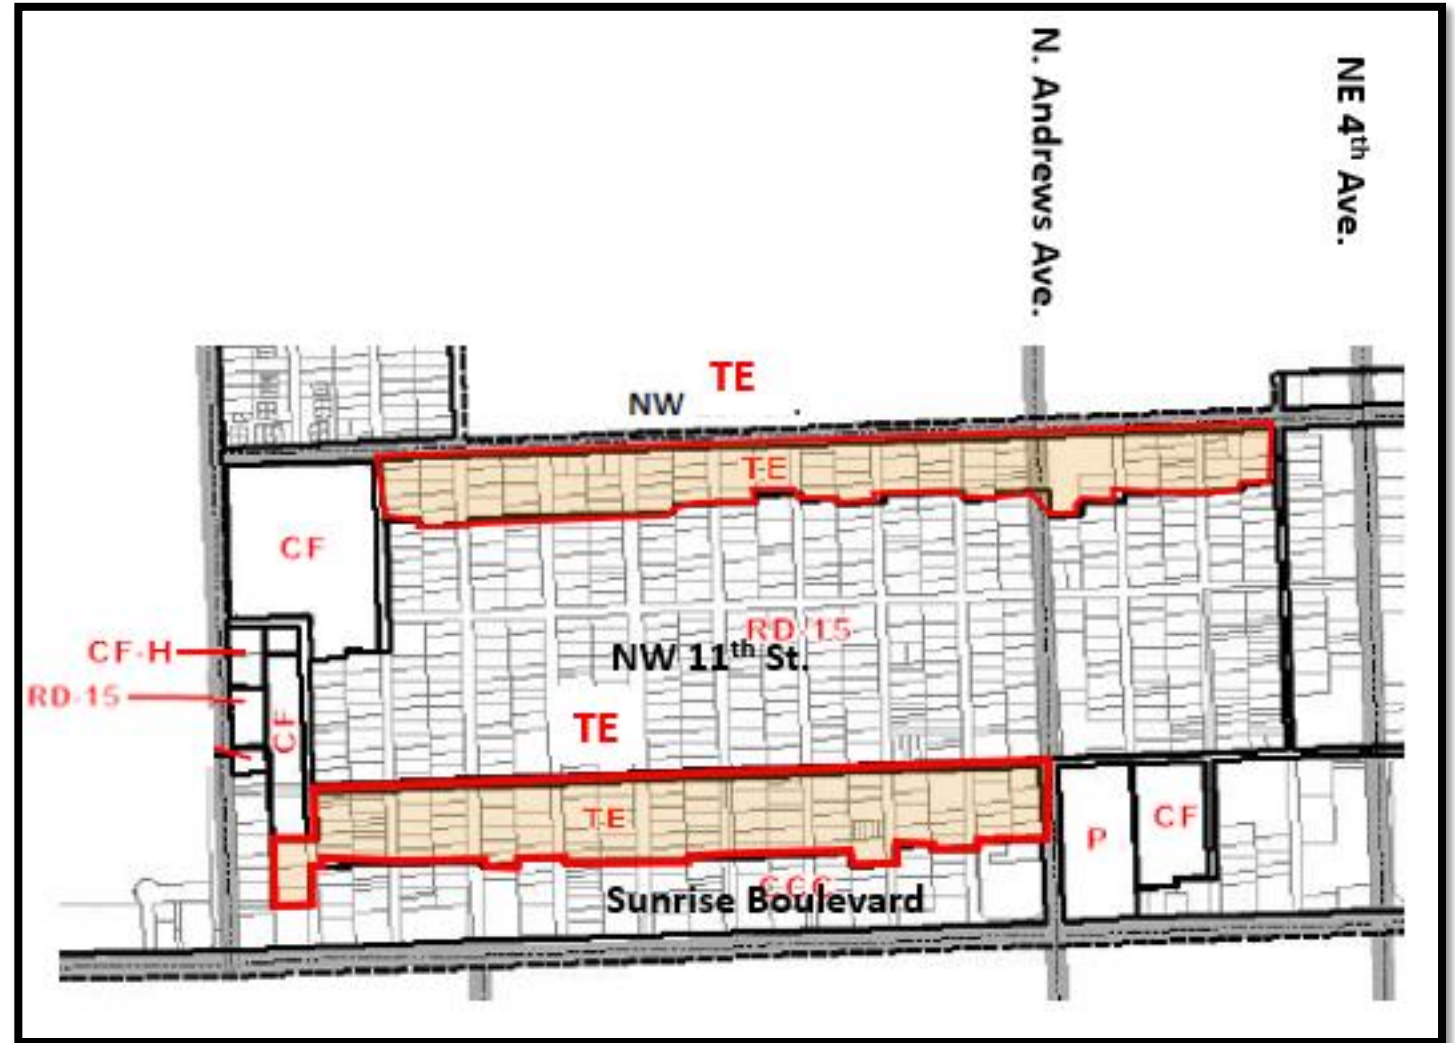 N. Andrews Ave.
NE 4th Ave.
TE
NW
TE
CF
RD-15
CF-H
NW 11th St.
RD-15
CF
TE
TE
CF
P
CCC
Sunrise Boulevard